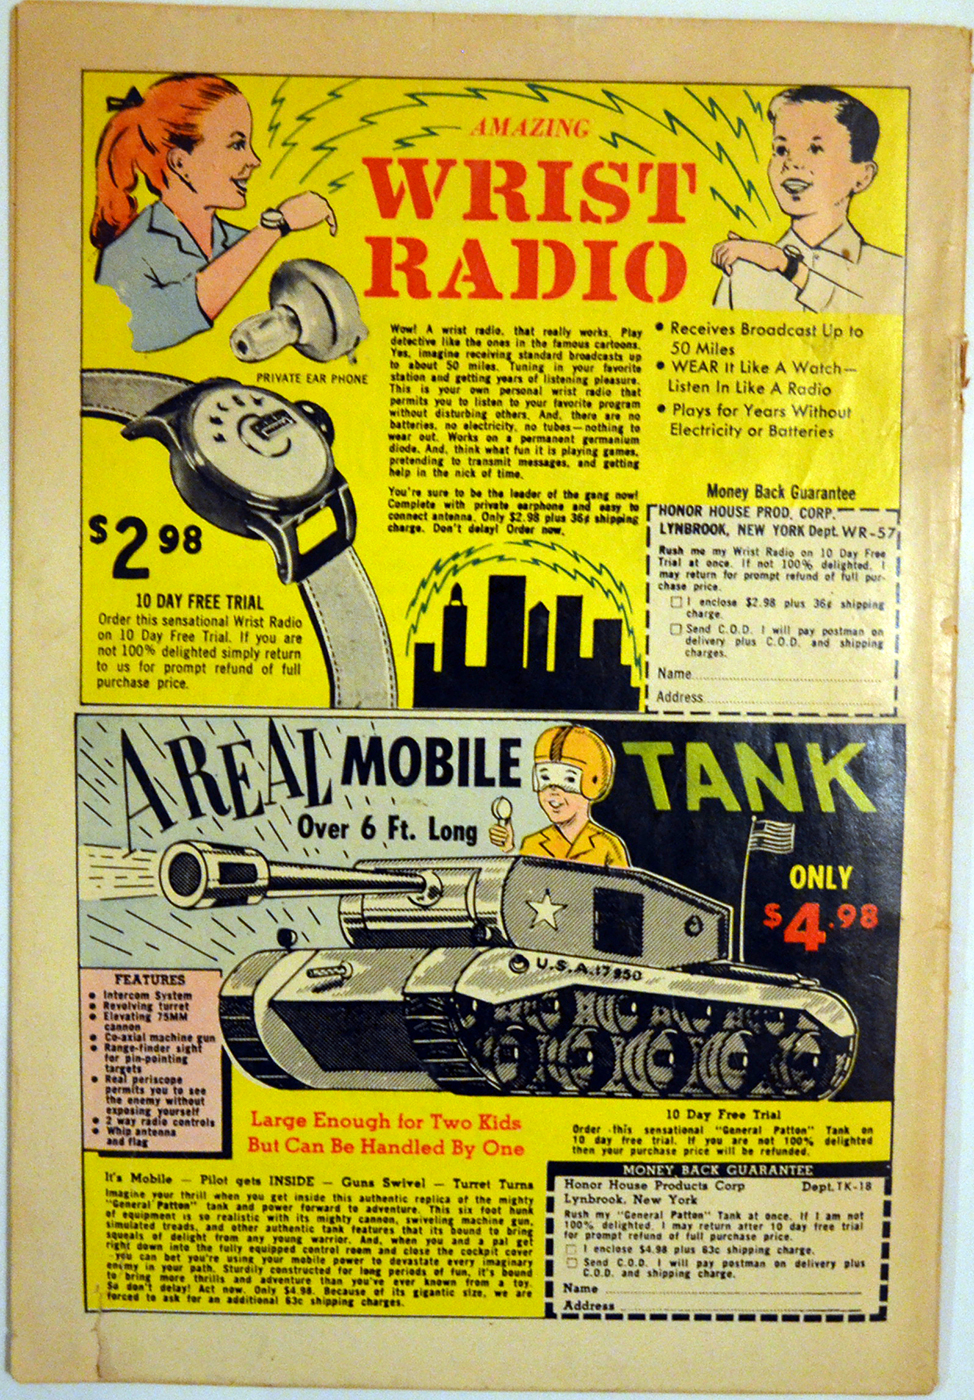 AMAZING
WRIST
RADIO
PRIVATE EAR PHONE
Wow! A wrist radio, that really works. Play
detective like the ones in the famous cartoons.
Yes, imagine receiving standard broadcasts up
to about 50 miles. Tuning in your favorite
station and getting years of listening pleasure.
This is your own personal wrist radio that
permits you to listen to your favorite program
without disturbing others. And, there are no
batteries, no electricity, no tubes—nothing to
wear out. Works on a permanent germanium
diode. And, think what fun it is playing games,
pretending to transmit messages, and getting
help in the nick of time.
You're sure to be the leader of the gang now!
Complete with private earphone and easy to
connect antenna. Only $2.98 plus 36¢ shipping
charge. Don't delay! Order now.
• Receives Broadcast Up to
50 Miles
• WEAR It Like A Watch—
Listen In Like A Radio
• Plays for Years Without
Electricity or Batteries
$2.98
10 DAY FREE TRIAL
Order this sensational Wrist Radio
on 10 Day Free Trial. If you are
not 100% delighted simply return
to us for prompt refund of full
purchase price.
Money Back Guarantee
HONOR HOUSE PROD. CORP.
LYNBROOK, NEW YORK Dept. WR-57
Rush me my Wrist Radio on 10 Day Free
Trial at once. If not 100% delighted, I
may return for prompt refund of full pur-
chase price.
I enclose $2.98 plus 36¢ shipping
charge.
Send C.O.D. I will pay postman on
delivery plus C.O.D. and shipping
charges.
Name
Address
A REAL MOBILE TANK
Over 6 Ft. Long
ONLY
$4.98
U.S.A. 17950
FEATURES
• Intercom System
• Revolving turret
• Elevating 75MM
cannon
• Co-axial machine gun
• Range-finder sight
for pin-pointing
targets
• Real periscope
permits you to see
the enemy without
exposing yourself
• 2 way radio controls
• Whip antenna
and flag
Large Enough for Two Kids
But Can Be Handled By One
10 Day Free Trial
Order this sensational "General Patton" Tank on
10 day free trial. If you are not 100% delighted
then your purchase price will be refunded.
It's Mobile — Pilot gets INSIDE — Guns Swivel — Turret Turns
Imagine your thrill when you get inside this authentic replica of the mighty
"General Patton" tank and power forward to adventure. This six foot hunk
of equipment is so realistic with its mighty cannon, swiveling machine gun,
simulated treads, and other authentic tank features that its bound to bring
squeals of delight from any young warrior. And, when you and a pal get
right down into the fully equipped control room and close the cockpit cover
—you can bet you're using your mobile power to devastate every imaginary
enemy in your path. Sturdily constructed for long periods of fun, it's bound
to bring more thrills and adventure than you've ever known from a toy.
So don't delay! Act now. Only $4.98. Because of its gigantic size, we are
forced to ask for an additional 63c shipping charges.
MONEY BACK GUARANTEE
Honor House Products Corp Dept. TK-18
Lynbrook, New York
Rush my "General Patton" Tank at once. If I am not
100% delighted, I may return after 10 day free trial
for prompt refund of full purchase price.
I enclose $4.98 plus 63c shipping charge.
Send C.O.D. I will pay postman on delivery plus
C.O.D. and shipping charge.
Name
Address